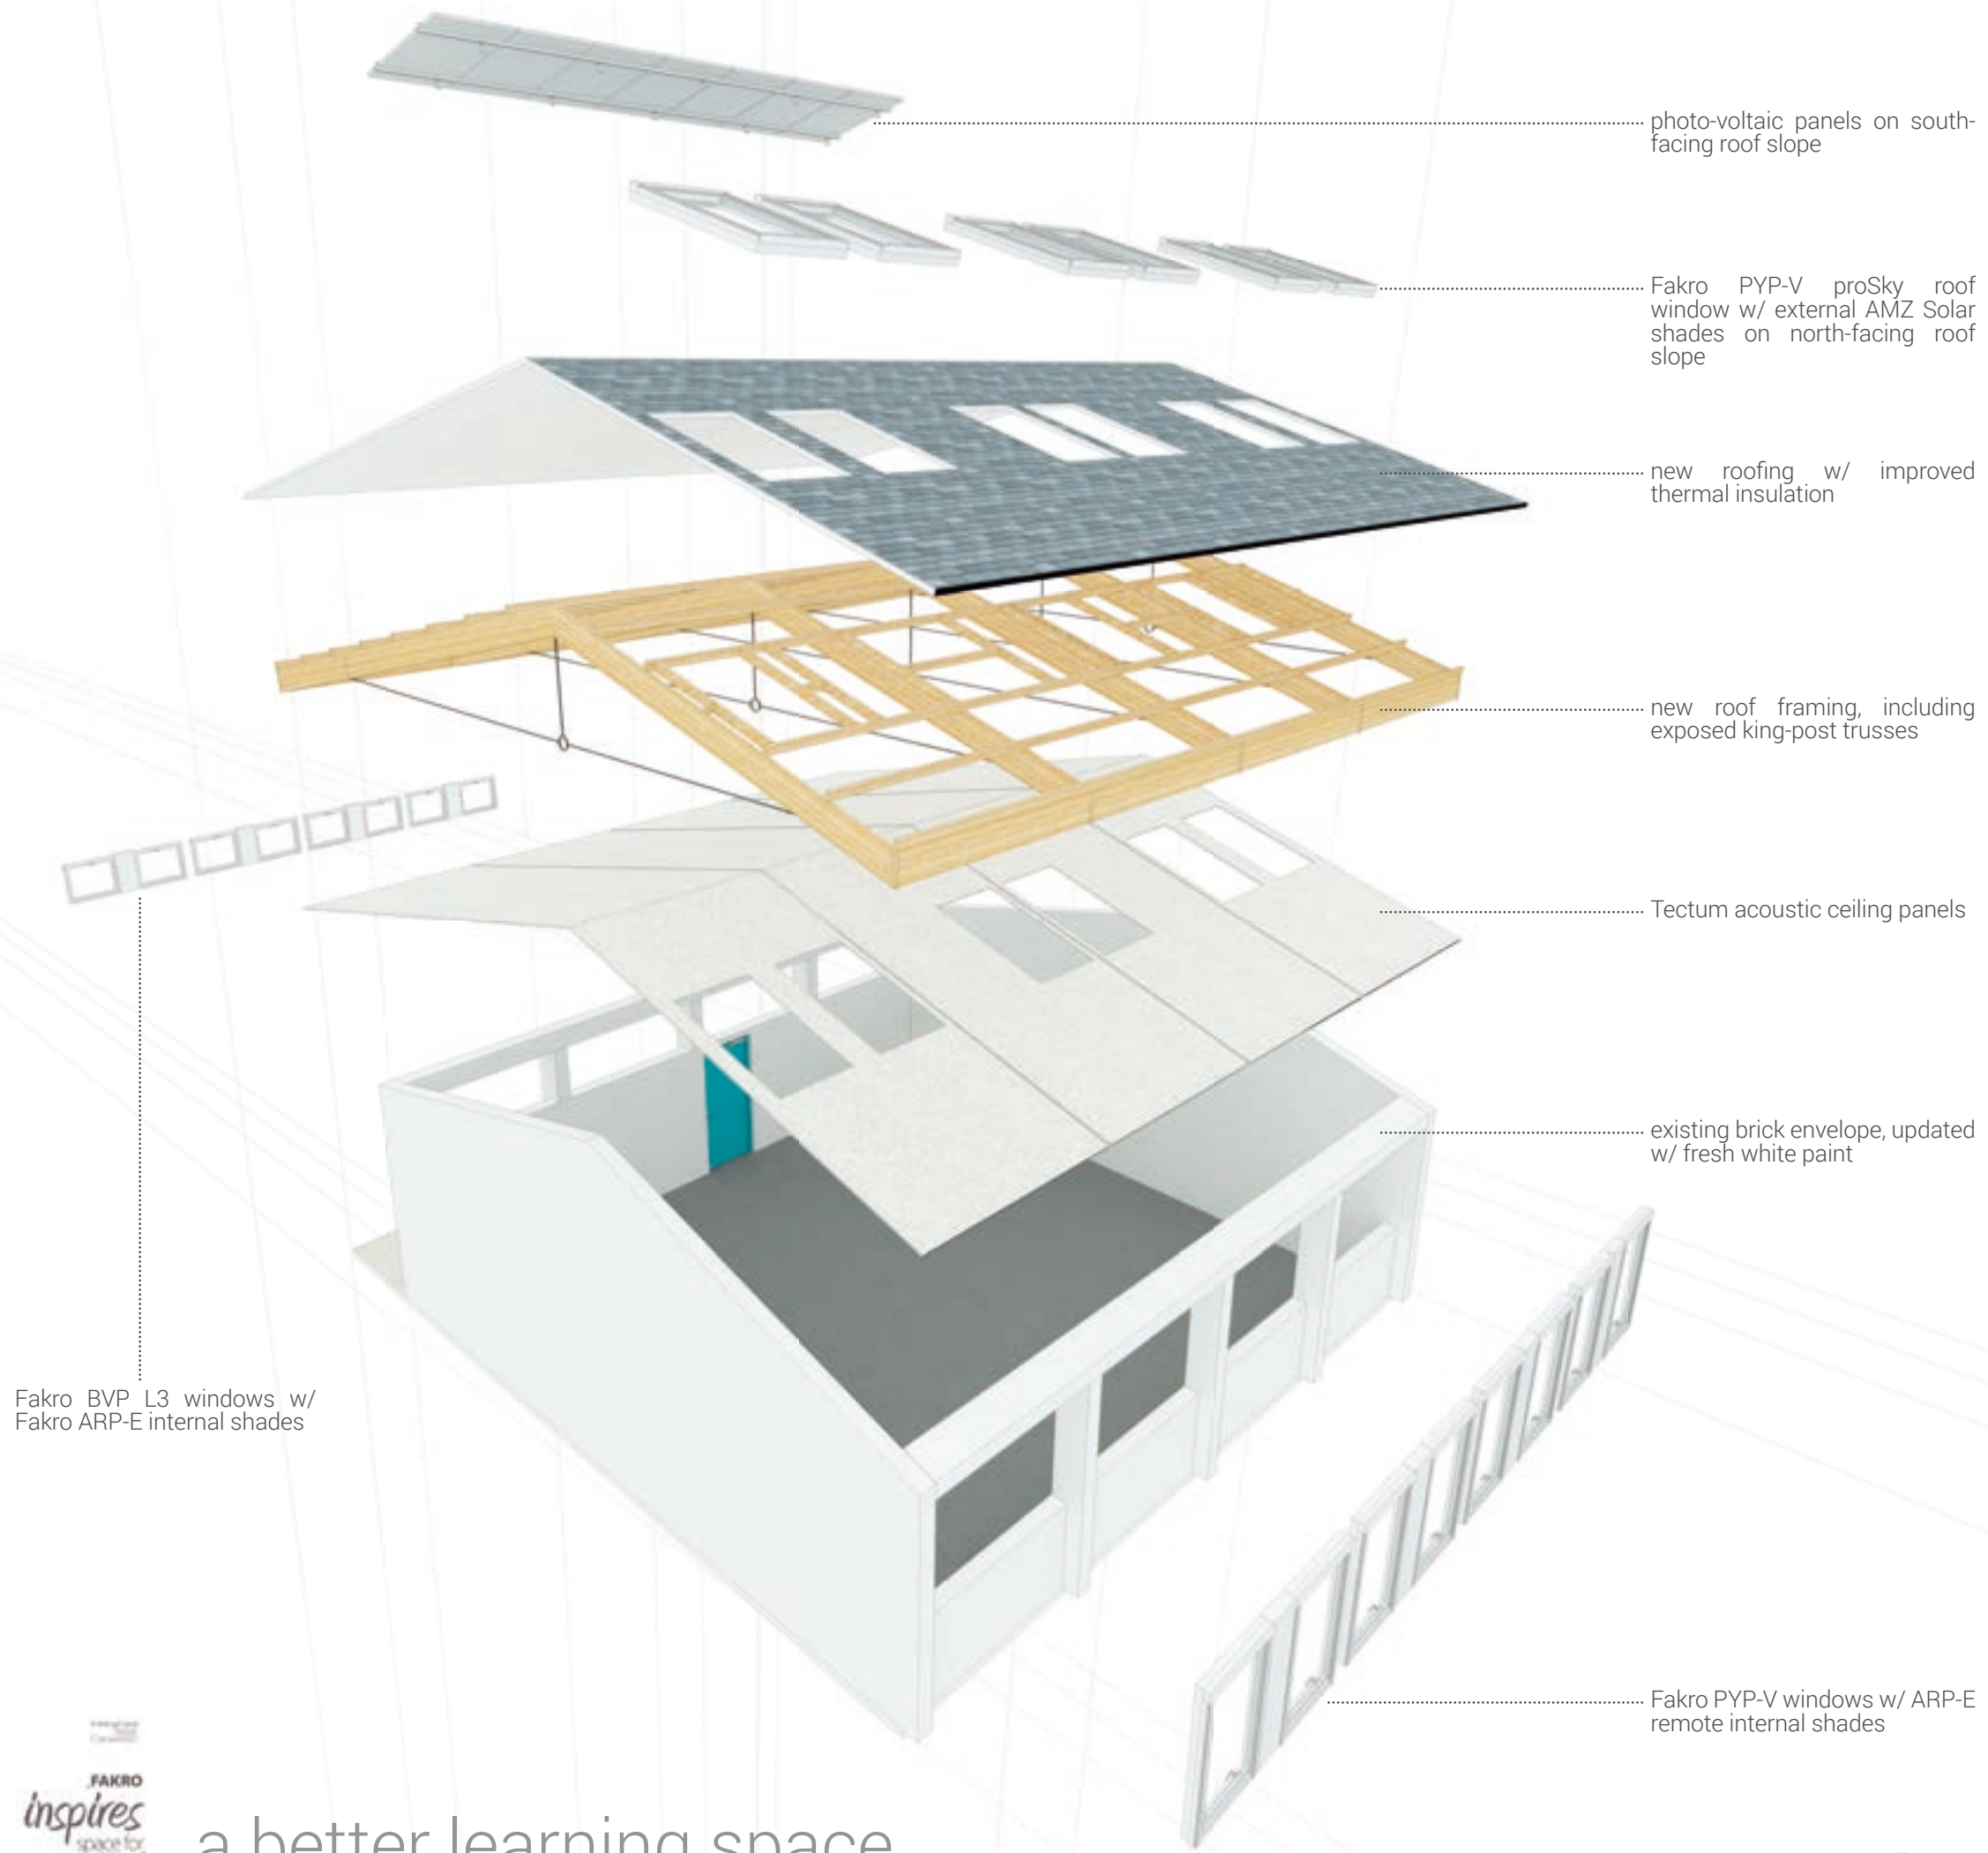 photo-voltaic panels on south-
facing roof slope
Fakro PYP-V proSky roof
window w/ external AMZ Solar
shades on north-facing roof
slope
new roofing w/ improved
thermal insulation
new roof framing, including
exposed king-post trusses
Tectum acoustic ceiling panels
existing brick envelope, updated
w/ fresh white paint
Fakro BVP L3 windows w/
Fakro ARP-E internal shades
Fakro PYP-V windows w/ ARP-E
remote internal shades
FAKRO
inspires
space for
a better learning space